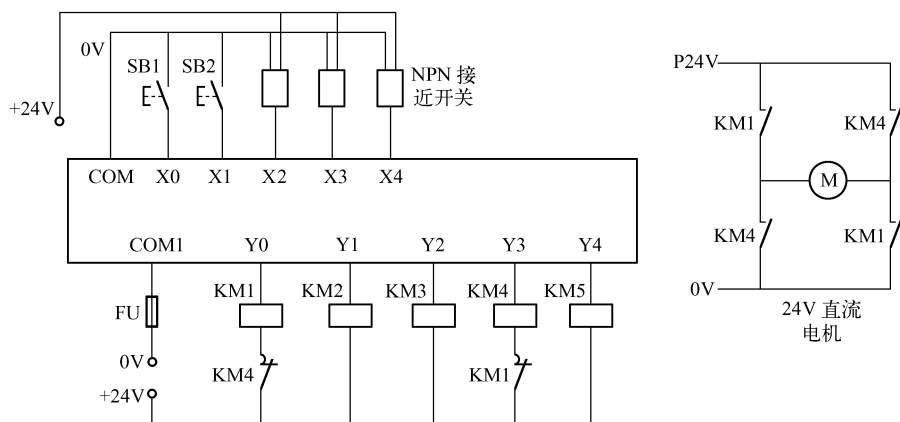 0V
SB1 SB2
NPN 接
近开关
+24V
COM X0 X1 X2 X3 X4
COM1 Y0 Y1 Y2 Y3 Y4
KM1 KM2 KM3 KM4 KM5
FU
0V
KM4 KM1
+24V
P24V
KM1 KM4
M
KM4 KM1
0V
24V 直流
电机